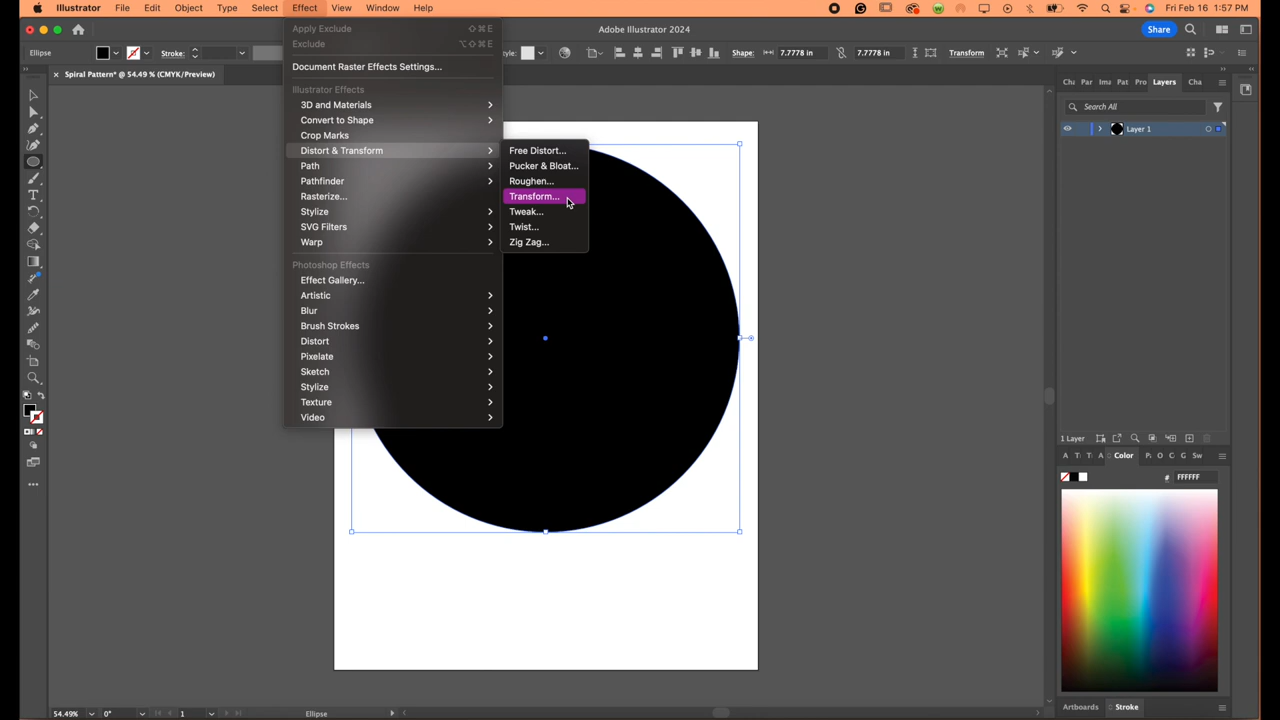 Illustrator File Edit Object Type Select Effect View Window Help Fri Feb 16 1:57 PM
Adobe Illustrator 2024
Share
Ellipse Stroke: Style: Shape: 7.7778 in 7.7778 in Transform
× Spiral Pattern* @ 54.49 % (CMYK/Preview)
Apply Exclude ⇧⌘E
Exclude ⌥⇧⌘E
Document Raster Effects Settings...
Illustrator Effects
3D and Materials
Convert to Shape
Crop Marks
Distort & Transform
Path
Pathfinder
Rasterize...
Stylize
SVG Filters
Warp
Photoshop Effects
Effect Gallery...
Artistic
Blur
Brush Strokes
Distort
Pixelate
Sketch
Stylize
Texture
Video
Free Distort...
Pucker & Bloat...
Roughen...
Transform...
Tweak...
Twist...
Zig Zag...
Chu Par Ima Pat Pro Layers Cha
Search All
Layer 1
1 Layer
A T A Color P O C G Sw
# FFFFFF
Artboards Stroke
54.49% 0° 1 Ellipse